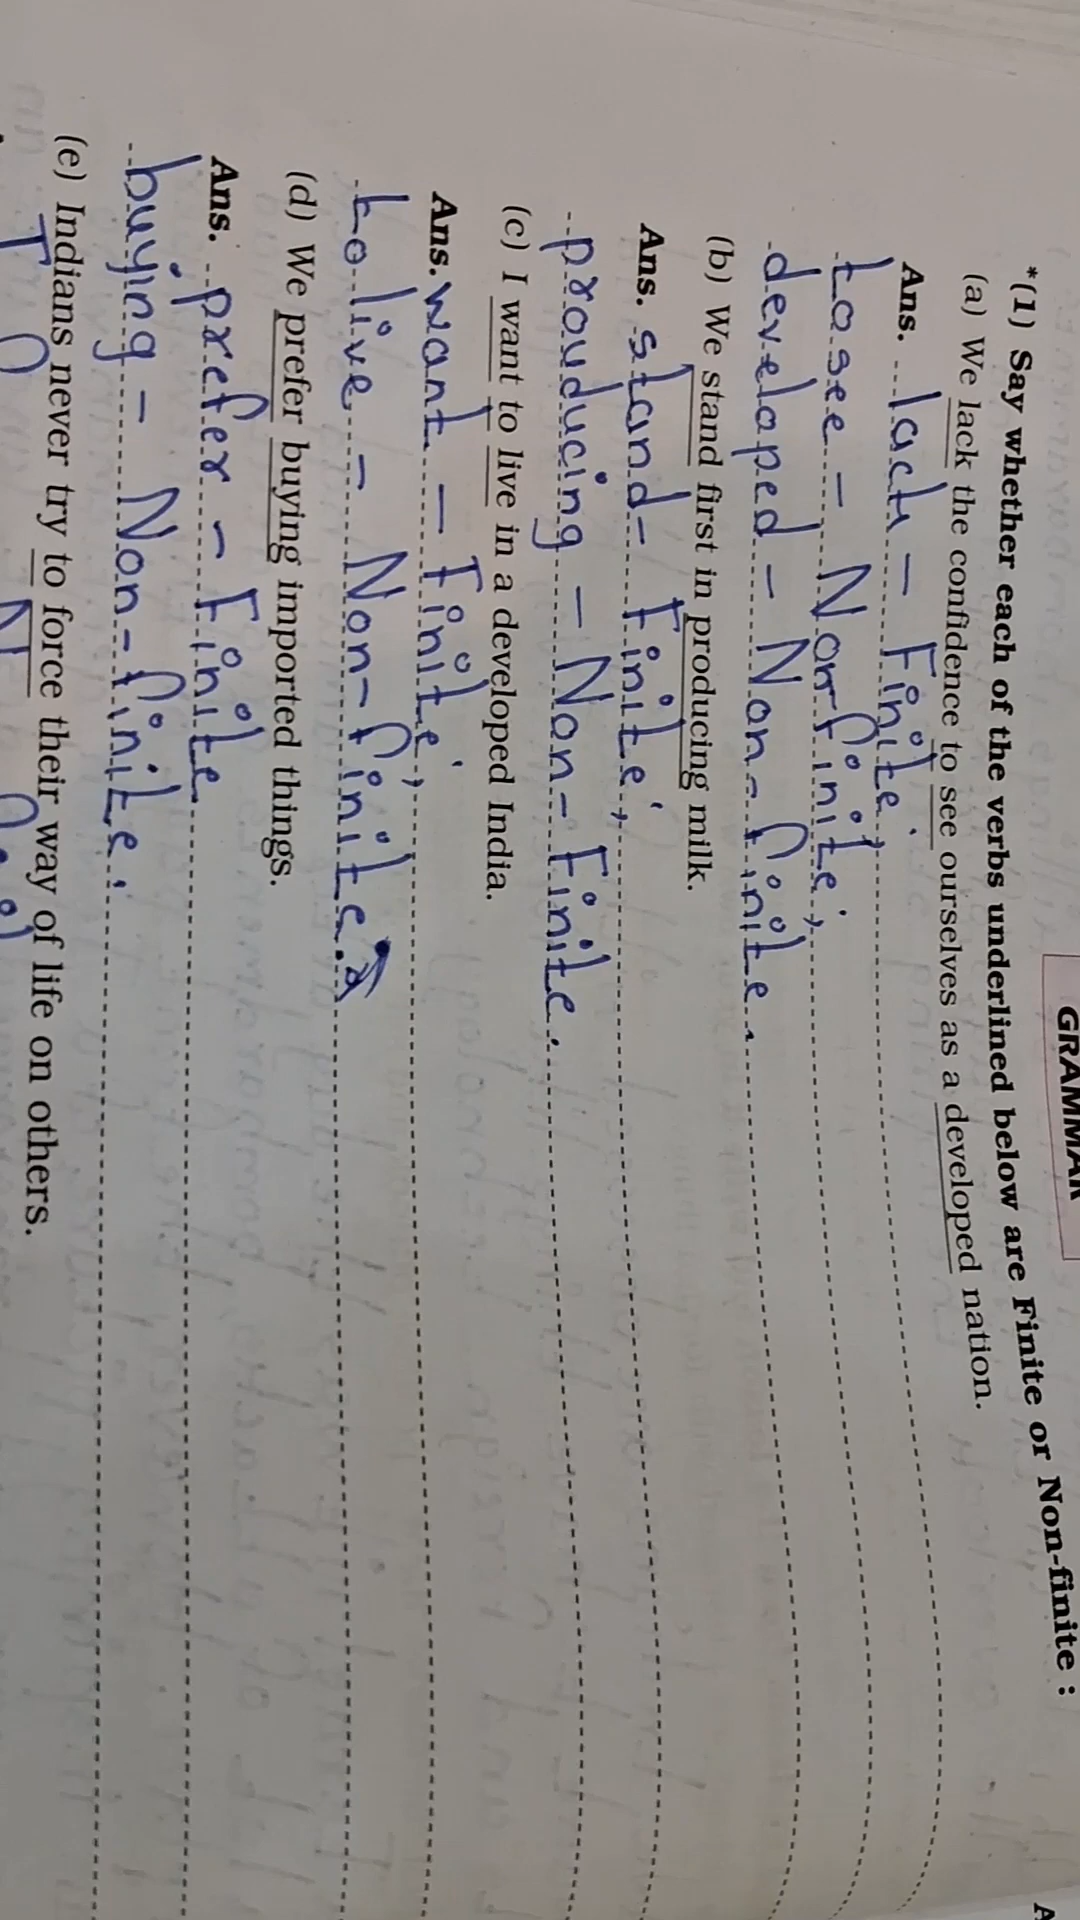 GRAMMAR
*(1) Say whether each of the verbs underlined below are Finite or Non-finite :
(a) We lack the confidence to see ourselves as a developed nation.
Ans. lack - Finite,
to see - Non-finite,
developed - Non-finite.
(b) We stand first in producing milk.
Ans. stand - Finite,
producing - Non-Finite.
(c) I want to live in a developed India.
Ans. want - Finite,
to live - Non-finite.
(d) We prefer buying imported things.
Ans. prefer - Finite
buying - Non-finite.
(e) Indians never try to force their way of life on others.